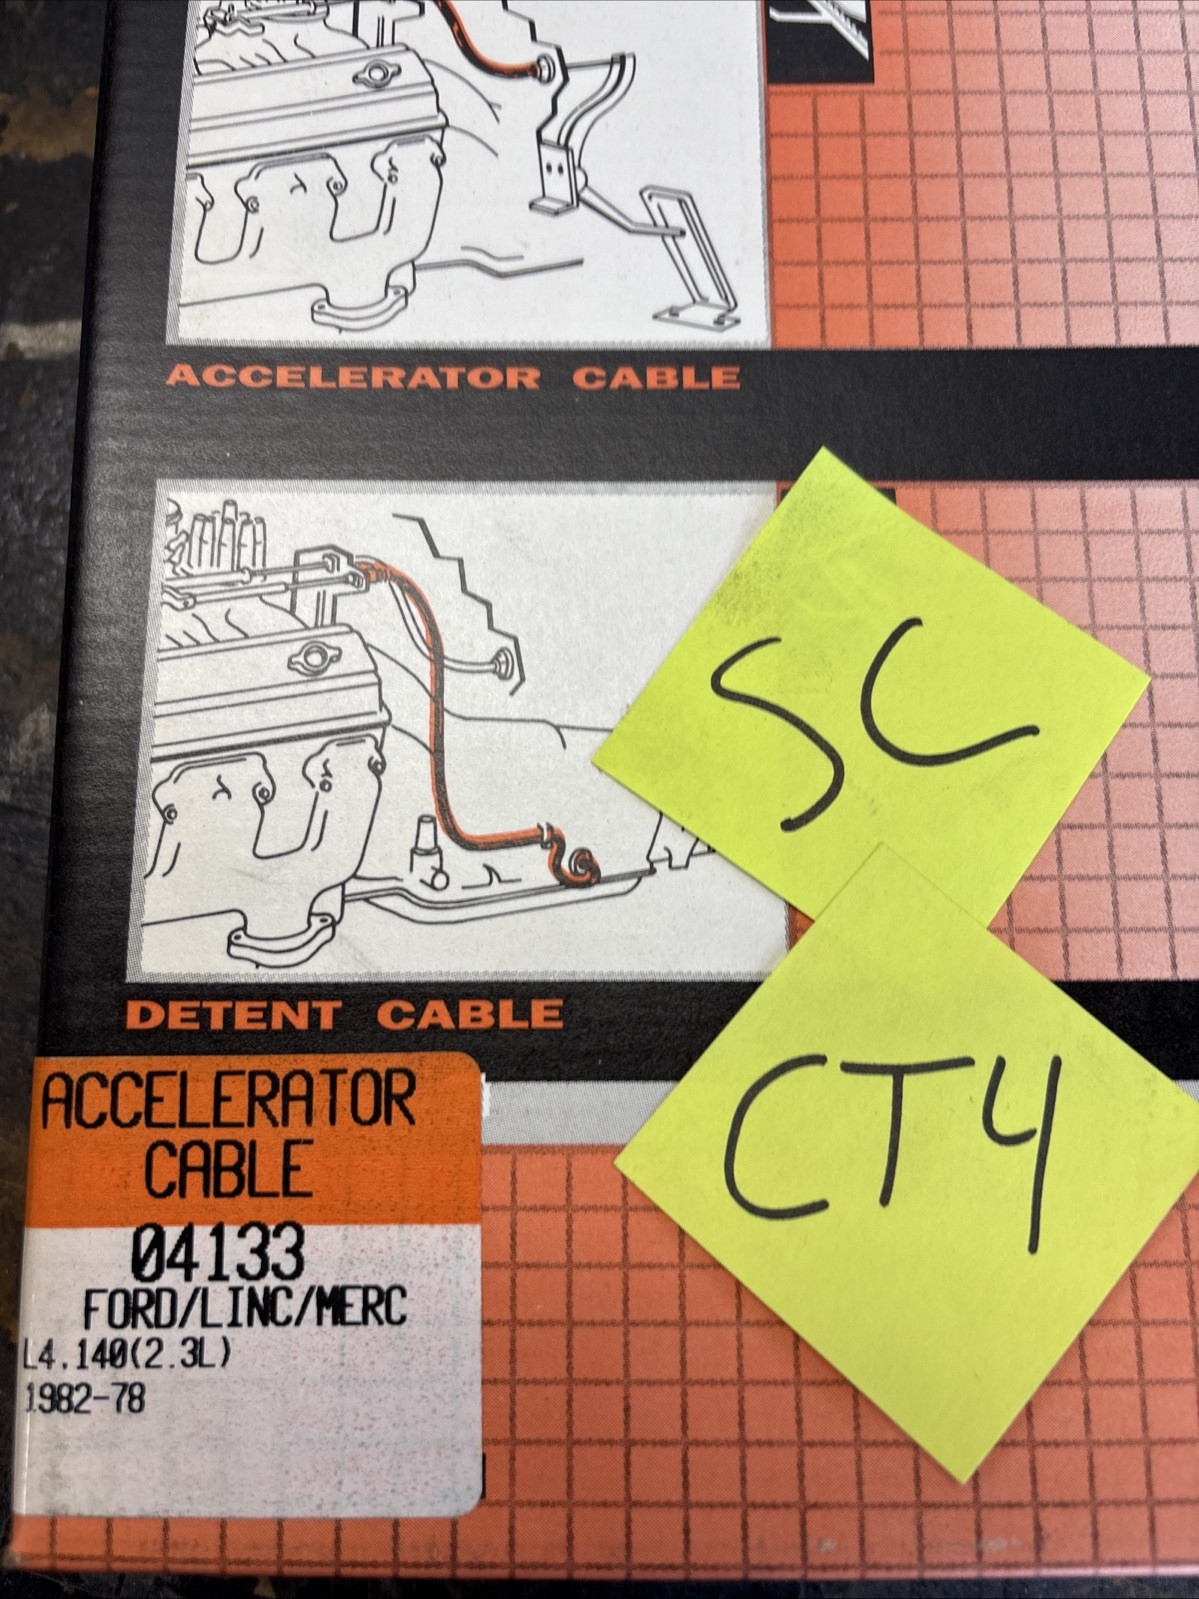 ACCELERATOR CABLE
SC
DETENT CABLE
CT4
ACCELERATOR
CABLE
04133
FORD/LINC/MERC
L4.140(2.3L)
1982-78